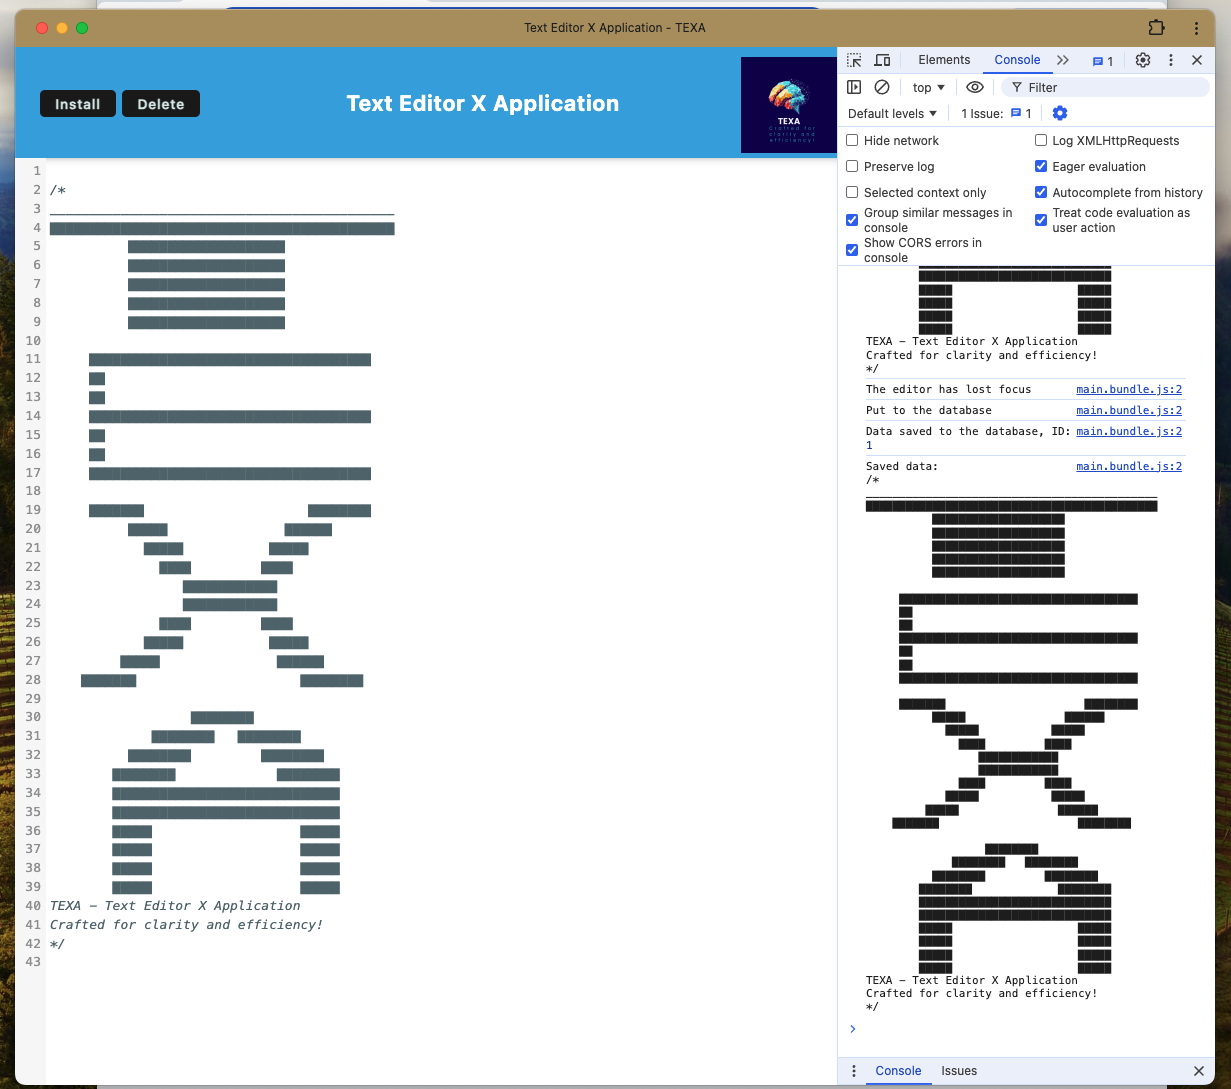 Text Editor X Application - TEXA
Install
Delete
Text Editor X Application
TEXA
Crafted for
clarity and
efficiency!
1
2 /*
3
4
5
6
7
8
9
10
11
12
13
14
15
16
17
18
19
20
21
22
23
24
25
26
27
28
29
30
31
32
33
34
35
36
37
38
39
40 TEXA – Text Editor X Application
41 Crafted for clarity and efficiency!
42 */
43
Elements
Console
1
top
Filter
Default levels
1 Issue:
1
Hide network
Log XMLHttpRequests
Preserve log
Eager evaluation
Selected context only
Autocomplete from history
Group similar messages in
console
Treat code evaluation as
user action
Show CORS errors in
console
TEXA – Text Editor X Application
Crafted for clarity and efficiency!
*/
The editor has lost focus main.bundle.js:2
Put to the database main.bundle.js:2
Data saved to the database, ID: main.bundle.js:2
1
Saved data: main.bundle.js:2
/*
TEXA – Text Editor X Application
Crafted for clarity and efficiency!
*/
Console
Issues